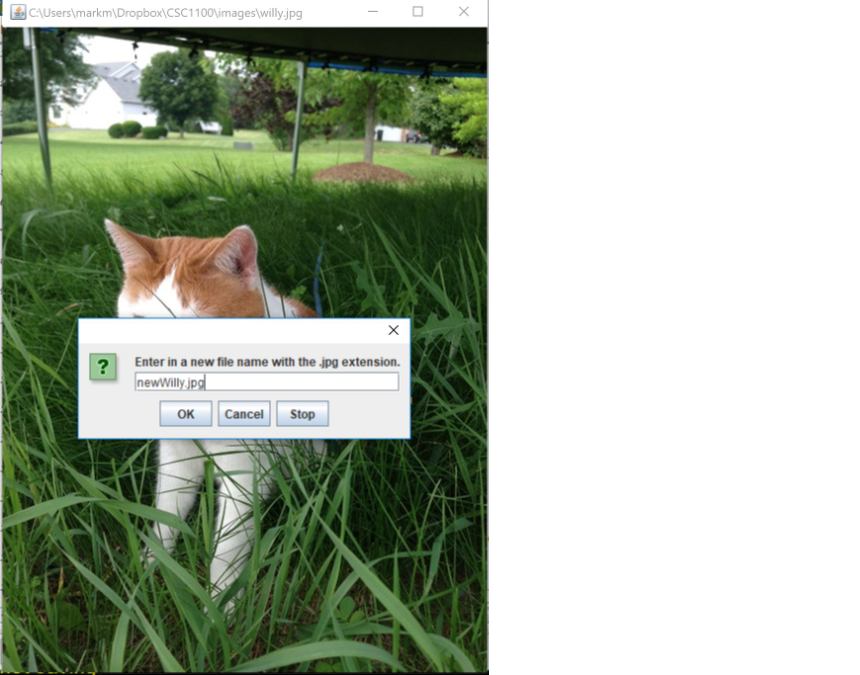 C:\Users\markm\Dropbox\CSC1100\images\willy.jpg
?
Enter in a new file name with the .jpg extension.
newWilly.jpg
OK Cancel Stop